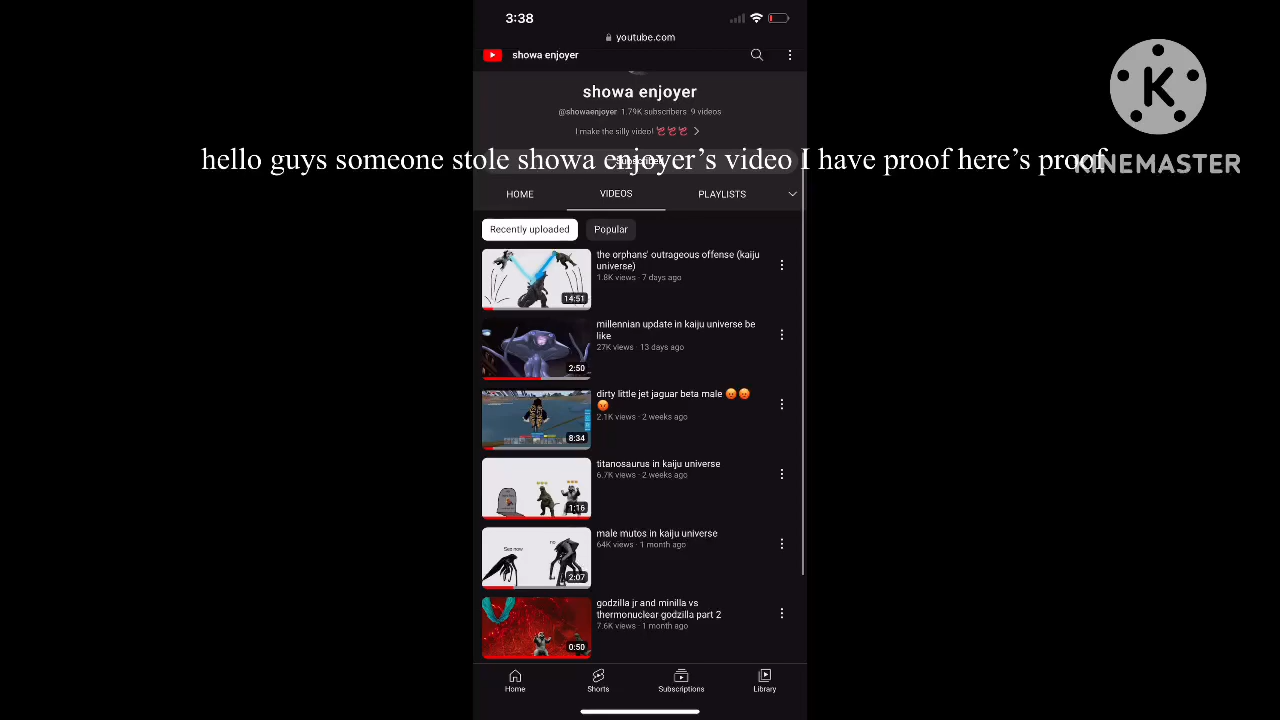 3:38
youtube.com
showa enjoyer
showa enjoyer
@showaenjoyer 1.79K subscribers 9 videos
I make the silly video!
hello guys someone stole showa enjoyer’s video I have proof here’s proof
KINEMASTER
HOME VIDEOS PLAYLISTS
Recently uploaded Popular
the orphans' outrageous offense (kaiju
universe)
1.8K views · 7 days ago
14:51
millennian update in kaiju universe be
like
27K views · 13 days ago
2:50
dirty little jet jaguar beta male 😡😡
😡
2.1K views · 2 weeks ago
8:34
titanosaurus in kaiju universe
6.7K views · 2 weeks ago
1:16
male mutos in kaiju universe
64K views · 1 month ago
Sex now
no
2:07
godzilla jr and minilla vs
thermonuclear godzilla part 2
7.6K views · 1 month ago
0:50
Home Shorts Subscriptions Library